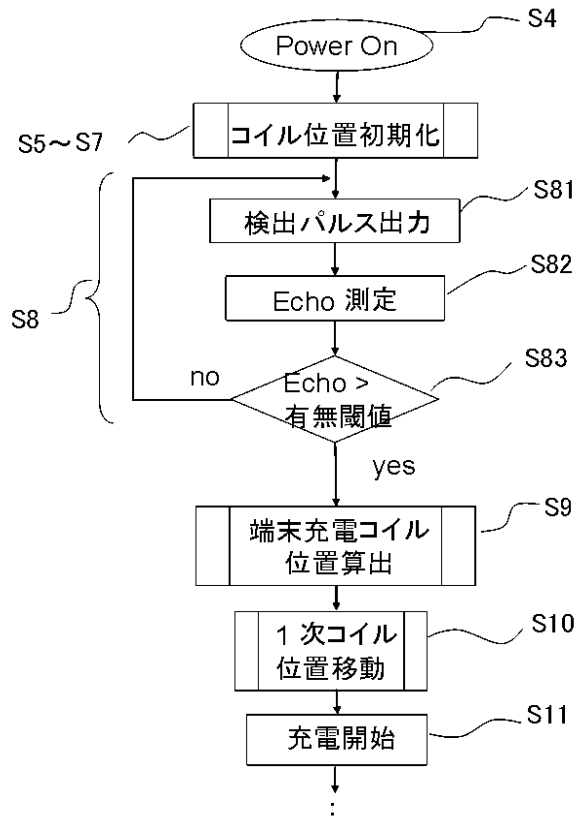 S4
Power On
S5～S7
コイル位置初期化
S81
検出パルス出力
S82
Echo 測定
S8
S83
no
Echo >
有無閾値
yes
S9
端末充電コイル
位置算出
S10
1 次コイル
位置移動
S11
充電開始
⋮